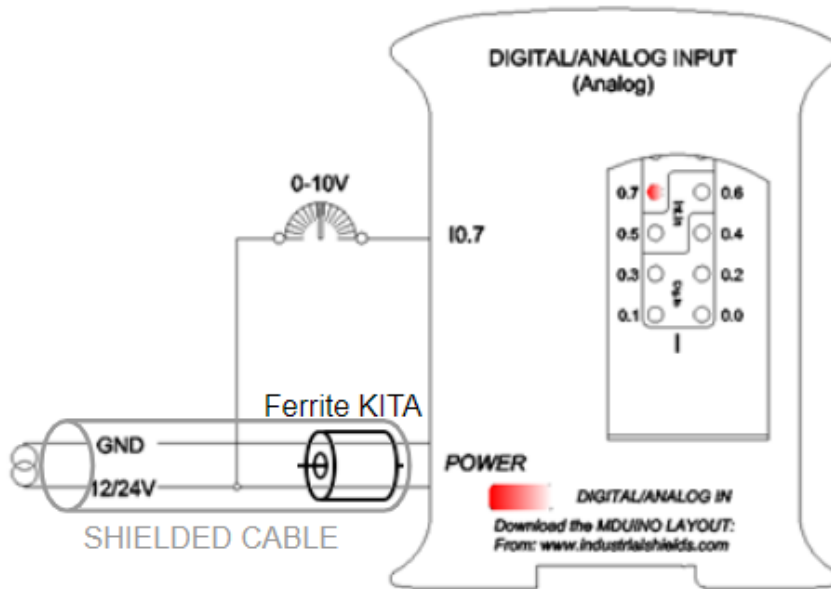 DIGITAL/ANALOG INPUT
(Analog)
0-10V
I0.7
0.7
0.6
0.5
0.4
0.3
0.2
0.1
0.0
I
Ferrite KITA
GND
12/24V
SHIELDED CABLE
POWER
DIGITAL/ANALOG IN
Download the MDUINO LAYOUT:
From: www.industrialshields.com